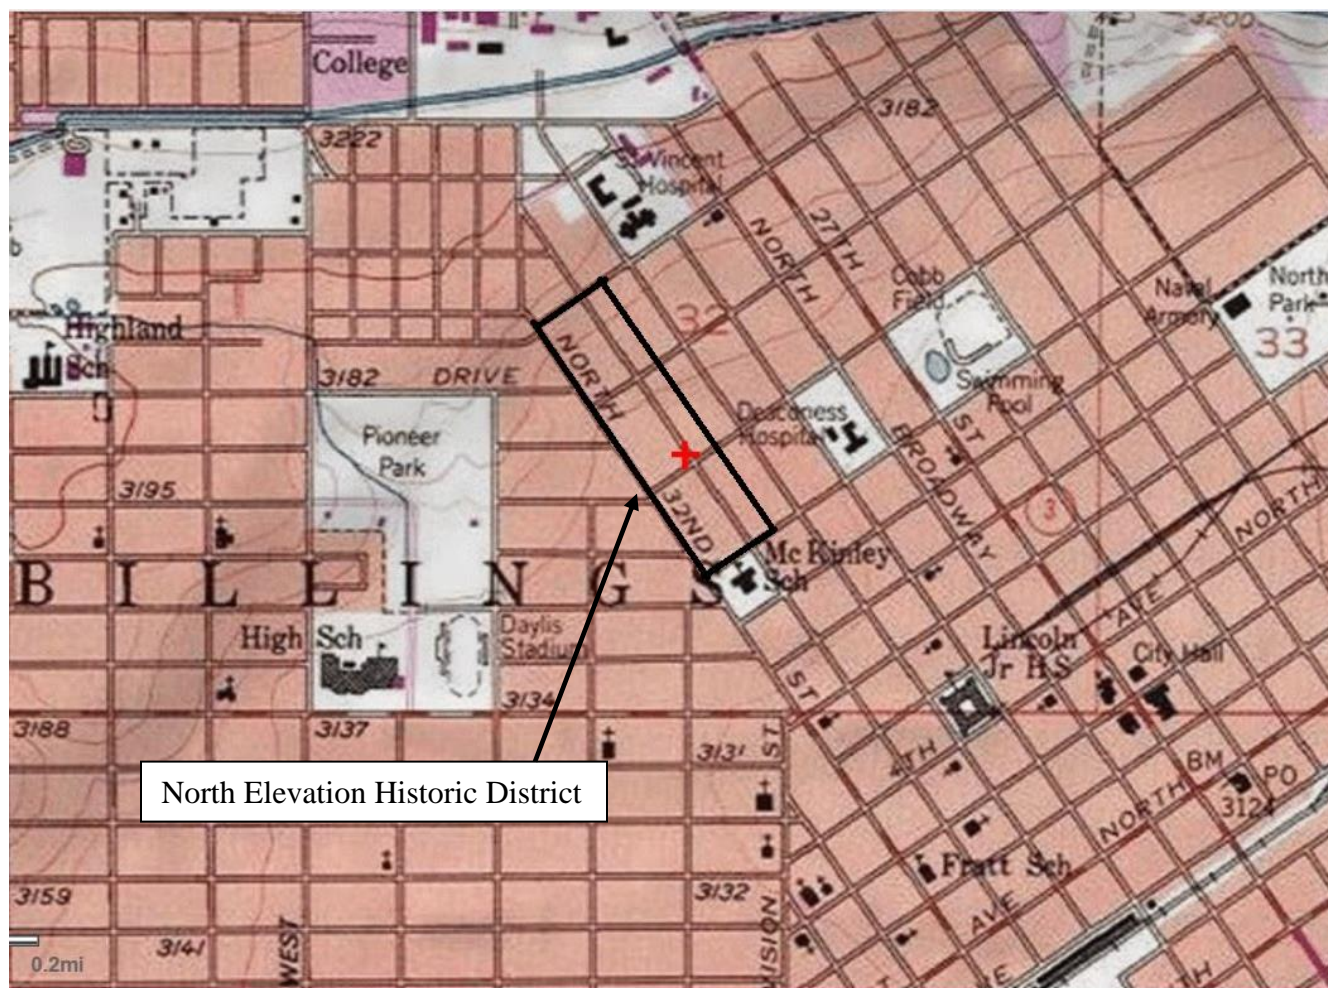 3200
College
3182
3222
St Vincent
Hospital
NORTH
27TH
Cobb
Field
Naval
Armory
North
Park
Highland
Sch
32
33
NORTH
3182
DRIVE
Swimming
Pool
Deaconess
Hospital
Pioneer
Park
ST
BROADWAY
3195
32ND
3
NORTH
Mc Kinley
Sch
BILLINGS
AVE
High Sch
Daylis
Stadium
Lincoln
Jr H S
City Hall
ST
3134
3188
3137
3131
ST
4TH
BM
PO
3124
North Elevation Historic District
NORTH
Fratt Sch
3159
3132
AVE
3141
WEST
VISION
0.2mi